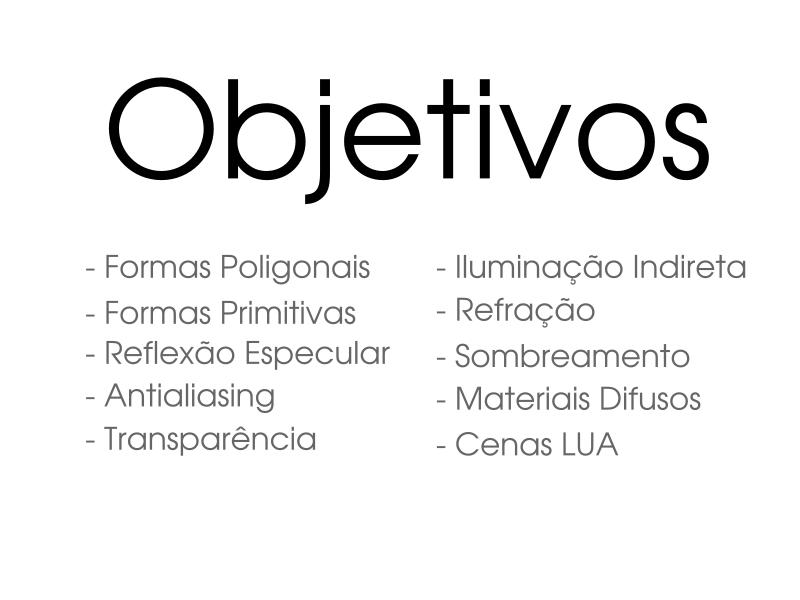 Objetivos
- Formas Poligonais
- Formas Primitivas
- Reflexão Especular
- Antialiasing
- Transparência
- Iluminação Indireta
- Refração
- Sombreamento
- Materiais Difusos
- Cenas LUA